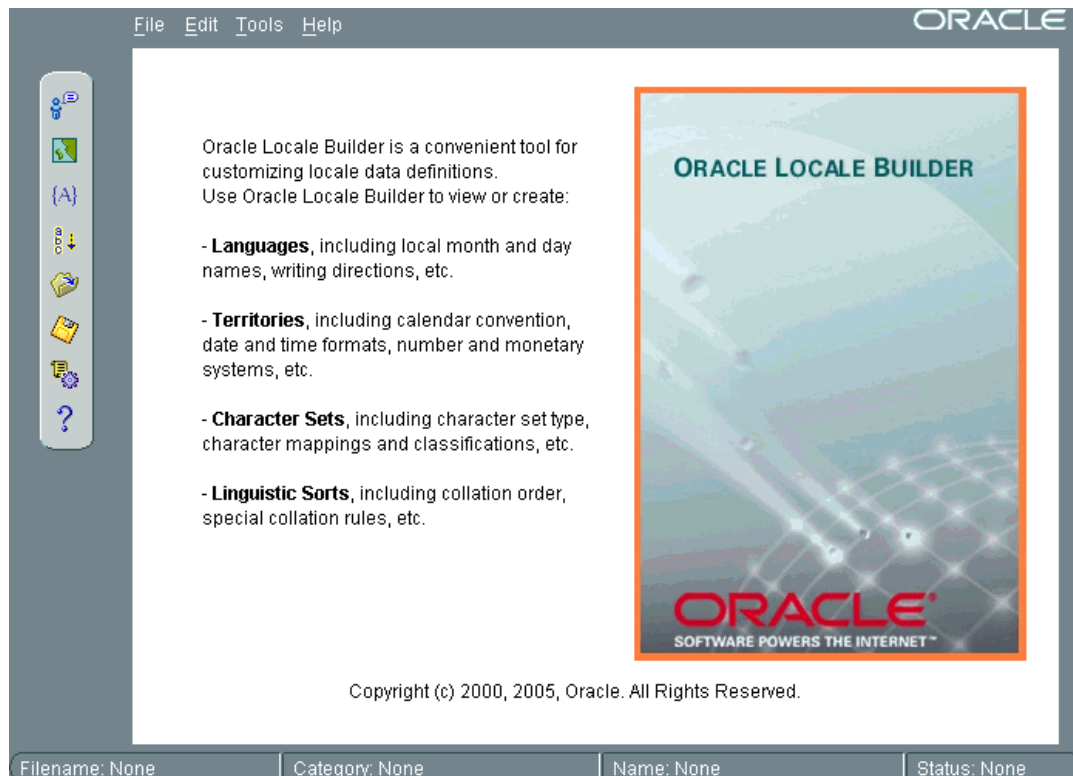 File Edit Tools Help
ORACLE
{A}
a
b
c
?
Oracle Locale Builder is a convenient tool for
customizing locale data definitions.
Use Oracle Locale Builder to view or create:
- Languages, including local month and day
names, writing directions, etc.
- Territories, including calendar convention,
date and time formats, number and monetary
systems, etc.
- Character Sets, including character set type,
character mappings and classifications, etc.
- Linguistic Sorts, including collation order,
special collation rules, etc.
ORACLE LOCALE BUILDER
ORACLE®
SOFTWARE POWERS THE INTERNET™
Copyright (c) 2000, 2005, Oracle. All Rights Reserved.
Filename: None Category: None Name: None Status: None